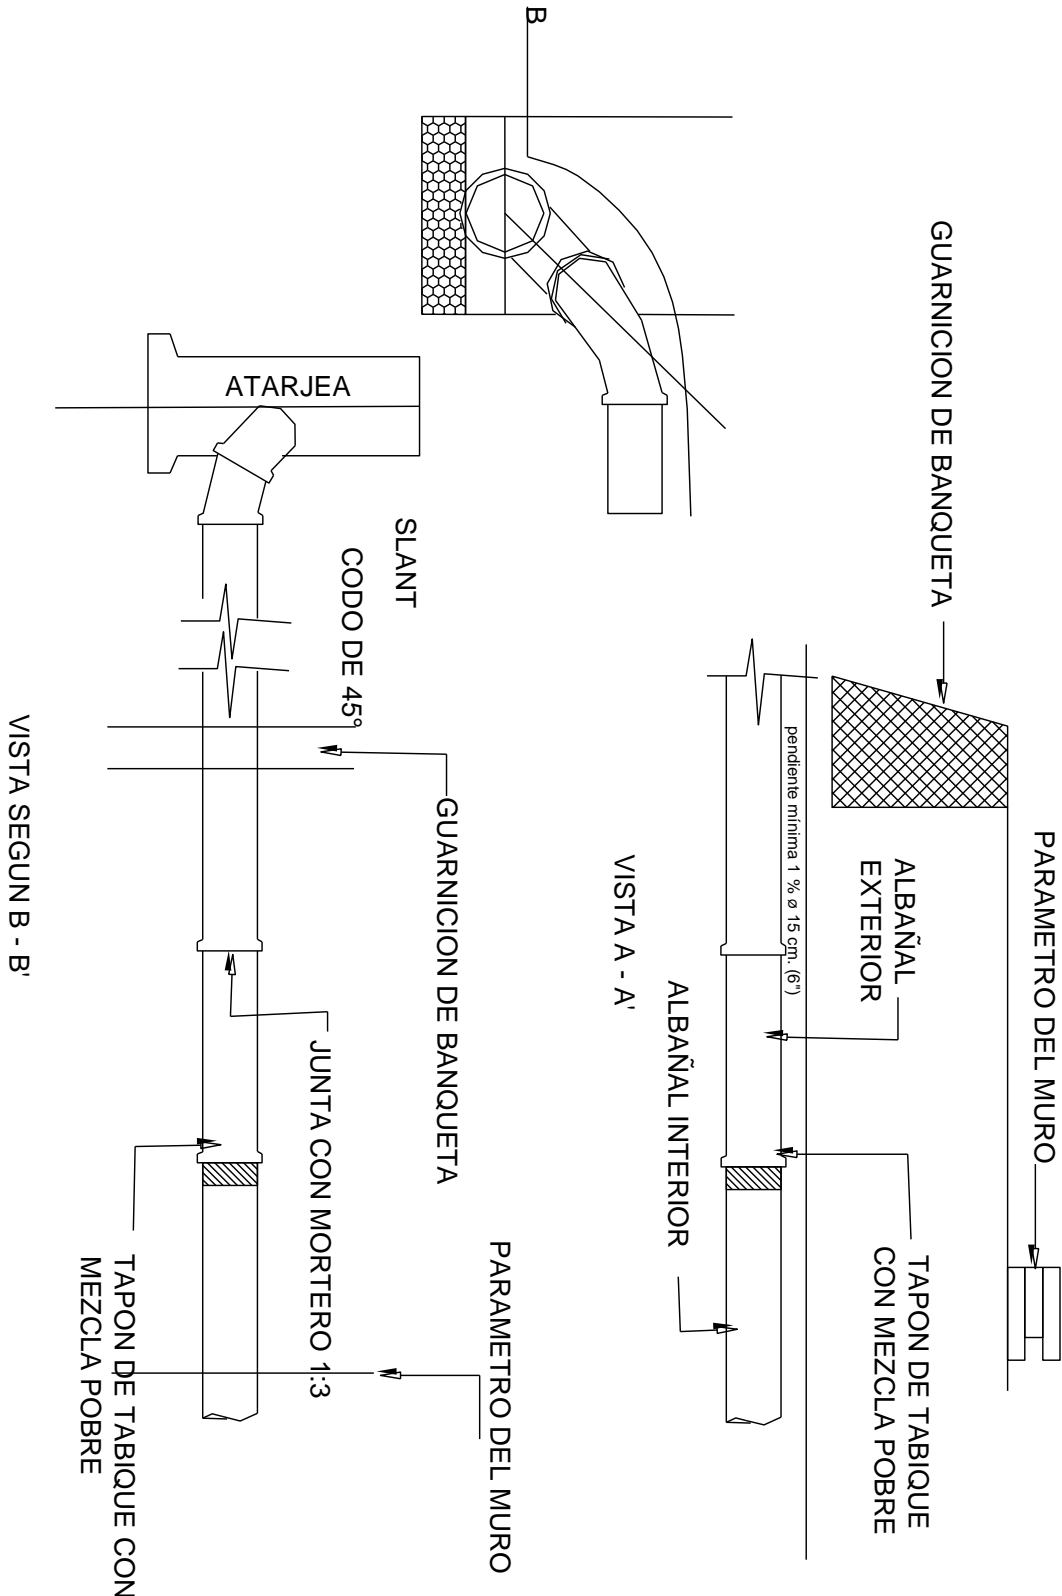 B
GUARNICION DE BANQUETA
PARAMETRO DEL MURO
ALBAÑAL
EXTERIOR
TAPON DE TABIQUE
CON MEZCLA POBRE
pendiente mínima 1 % ø 15 cm. (6")
ALBAÑAL INTERIOR
VISTA A - A'
ATARJEA
SLANT
CODO DE 45°
GUARNICION DE BANQUETA
PARAMETRO DEL MURO
JUNTA CON MORTERO 1:3
TAPON DE TABIQUE CON
MEZCLA POBRE
VISTA SEGUN B - B'